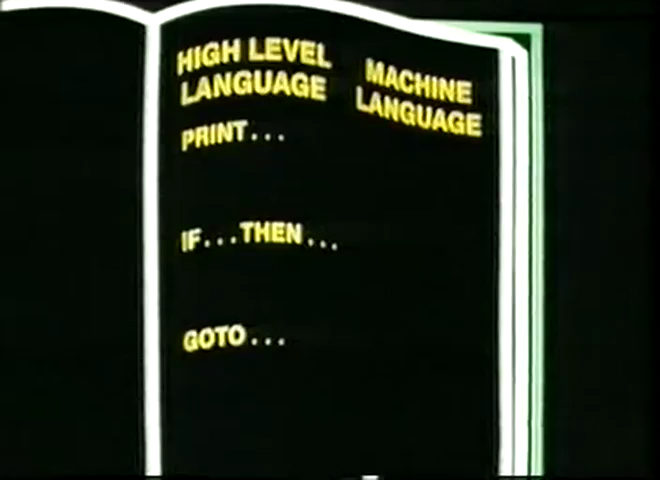 HIGH LEVEL
LANGUAGE
MACHINE
LANGUAGE
PRINT...
IF...THEN...
GOTO...